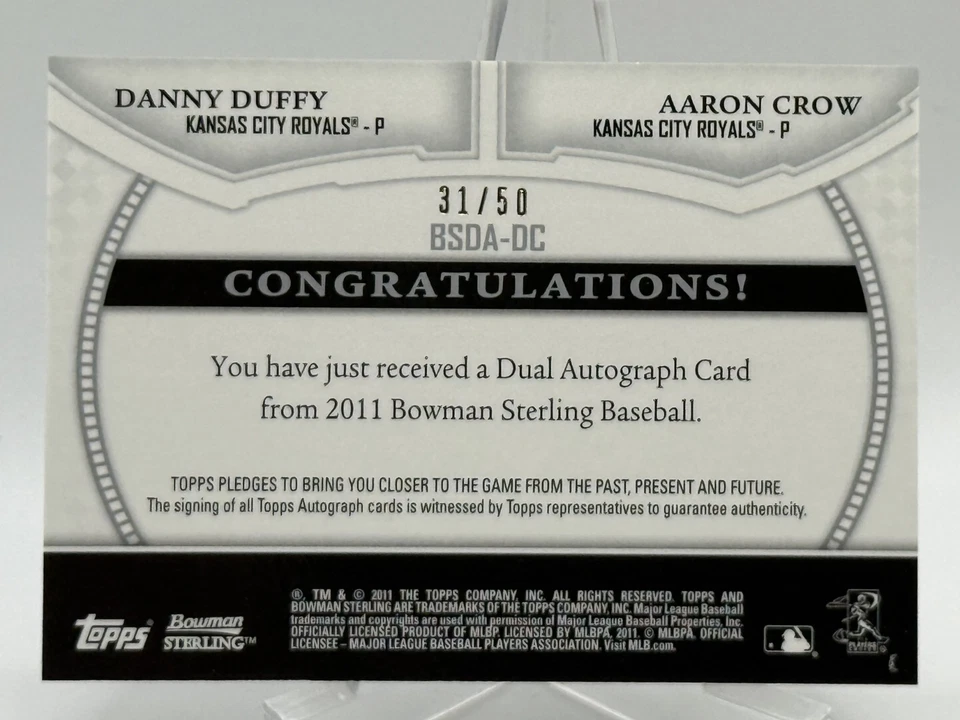 DANNY DUFFY
KANSAS CITY ROYALS® - P
AARON CROW
KANSAS CITY ROYALS® - P
31/50
BSDA-DC
CONGRATULATIONS!
You have just received a Dual Autograph Card
from 2011 Bowman Sterling Baseball.
TOPPS PLEDGES TO BRING YOU CLOSER TO THE GAME FROM THE PAST, PRESENT AND FUTURE.
The signing of all Topps Autograph cards is witnessed by Topps representatives to guarantee authenticity.
Topps®
Bowman
STERLING™
®, TM & © 2011 THE TOPPS COMPANY, INC. ALL RIGHTS RESERVED. TOPPS AND
BOWMAN STERLING ARE TRADEMARKS OF THE TOPPS COMPANY, INC. Major League Baseball
trademarks and copyrights are used with permission of Major League Baseball Properties, Inc.
OFFICIALLY LICENSED PRODUCT OF MLBP. LICENSED BY MLBPA, 2011. © MLBPA. OFFICIAL
LICENSEE – MAJOR LEAGUE BASEBALL PLAYERS ASSOCIATION. Visit MLB.com.